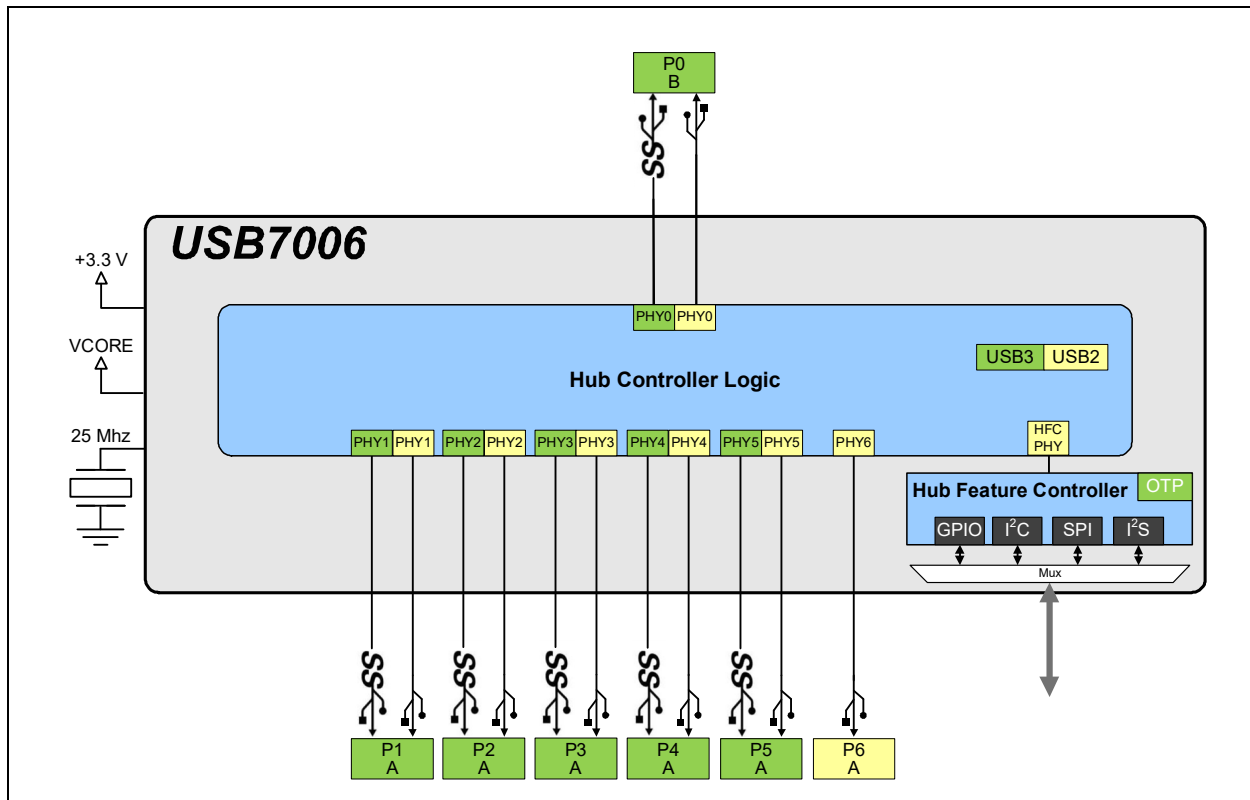 P0
B
SS
USB7006
+3.3 V
VCORE
25 Mhz
PHY0 PHY0
USB3 USB2
Hub Controller Logic
PHY1 PHY1 PHY2 PHY2 PHY3 PHY3 PHY4 PHY4 PHY5 PHY5 PHY6
HFC
PHY
Hub Feature Controller
OTP
GPIO I²C SPI I²S
Mux
SS SS SS SS SS
P1
A
P2
A
P3
A
P4
A
P5
A
P6
A